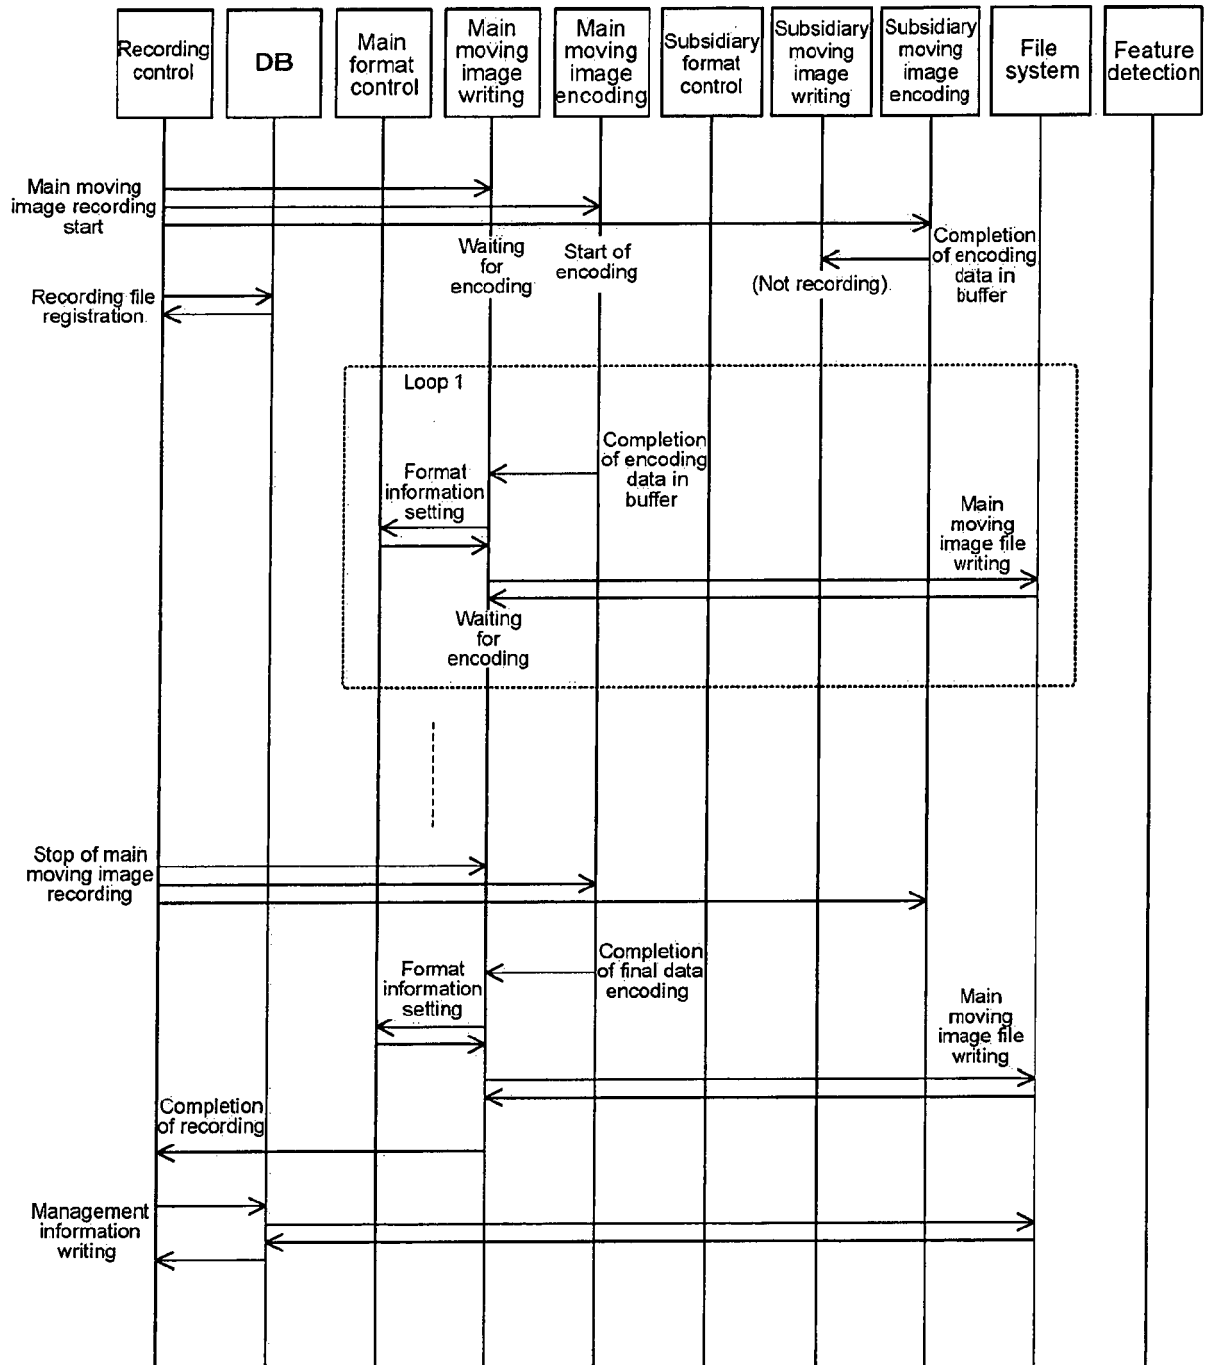 Recording
control
DB
Main
format
control
Main
moving
image
writing
Main
moving
image
encoding
Subsidiary
format
control
Subsidiary
moving
image
writing
Subsidiary
moving
image
encoding
File
system
Feature
detection
Main moving
image recording
start
Waiting
for
encoding
Start of
encoding
Completion
of encoding
data in
buffer
(Not recording)
Recording file
registration
Loop 1
Completion
of encoding
data in
buffer
Format
information
setting
Main
moving
image file
writing
Waiting
for
encoding
Stop of main
moving image
recording
Completion
of final data
encoding
Format
information
setting
Main
moving
image file
writing
Completion
of recording
Management
information
writing